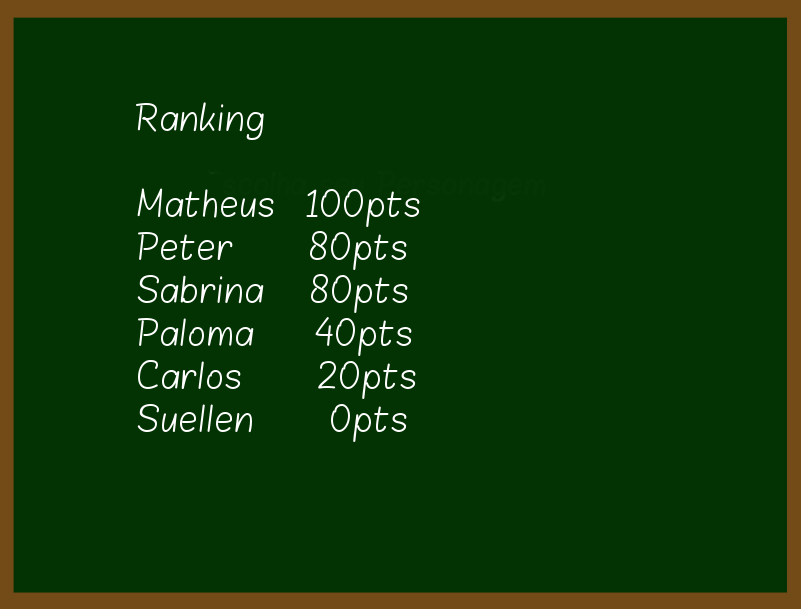 Ranking
Matheus 100pts
Peter 80pts
Sabrina 80pts
Paloma 40pts
Carlos 20pts
Suellen 0pts